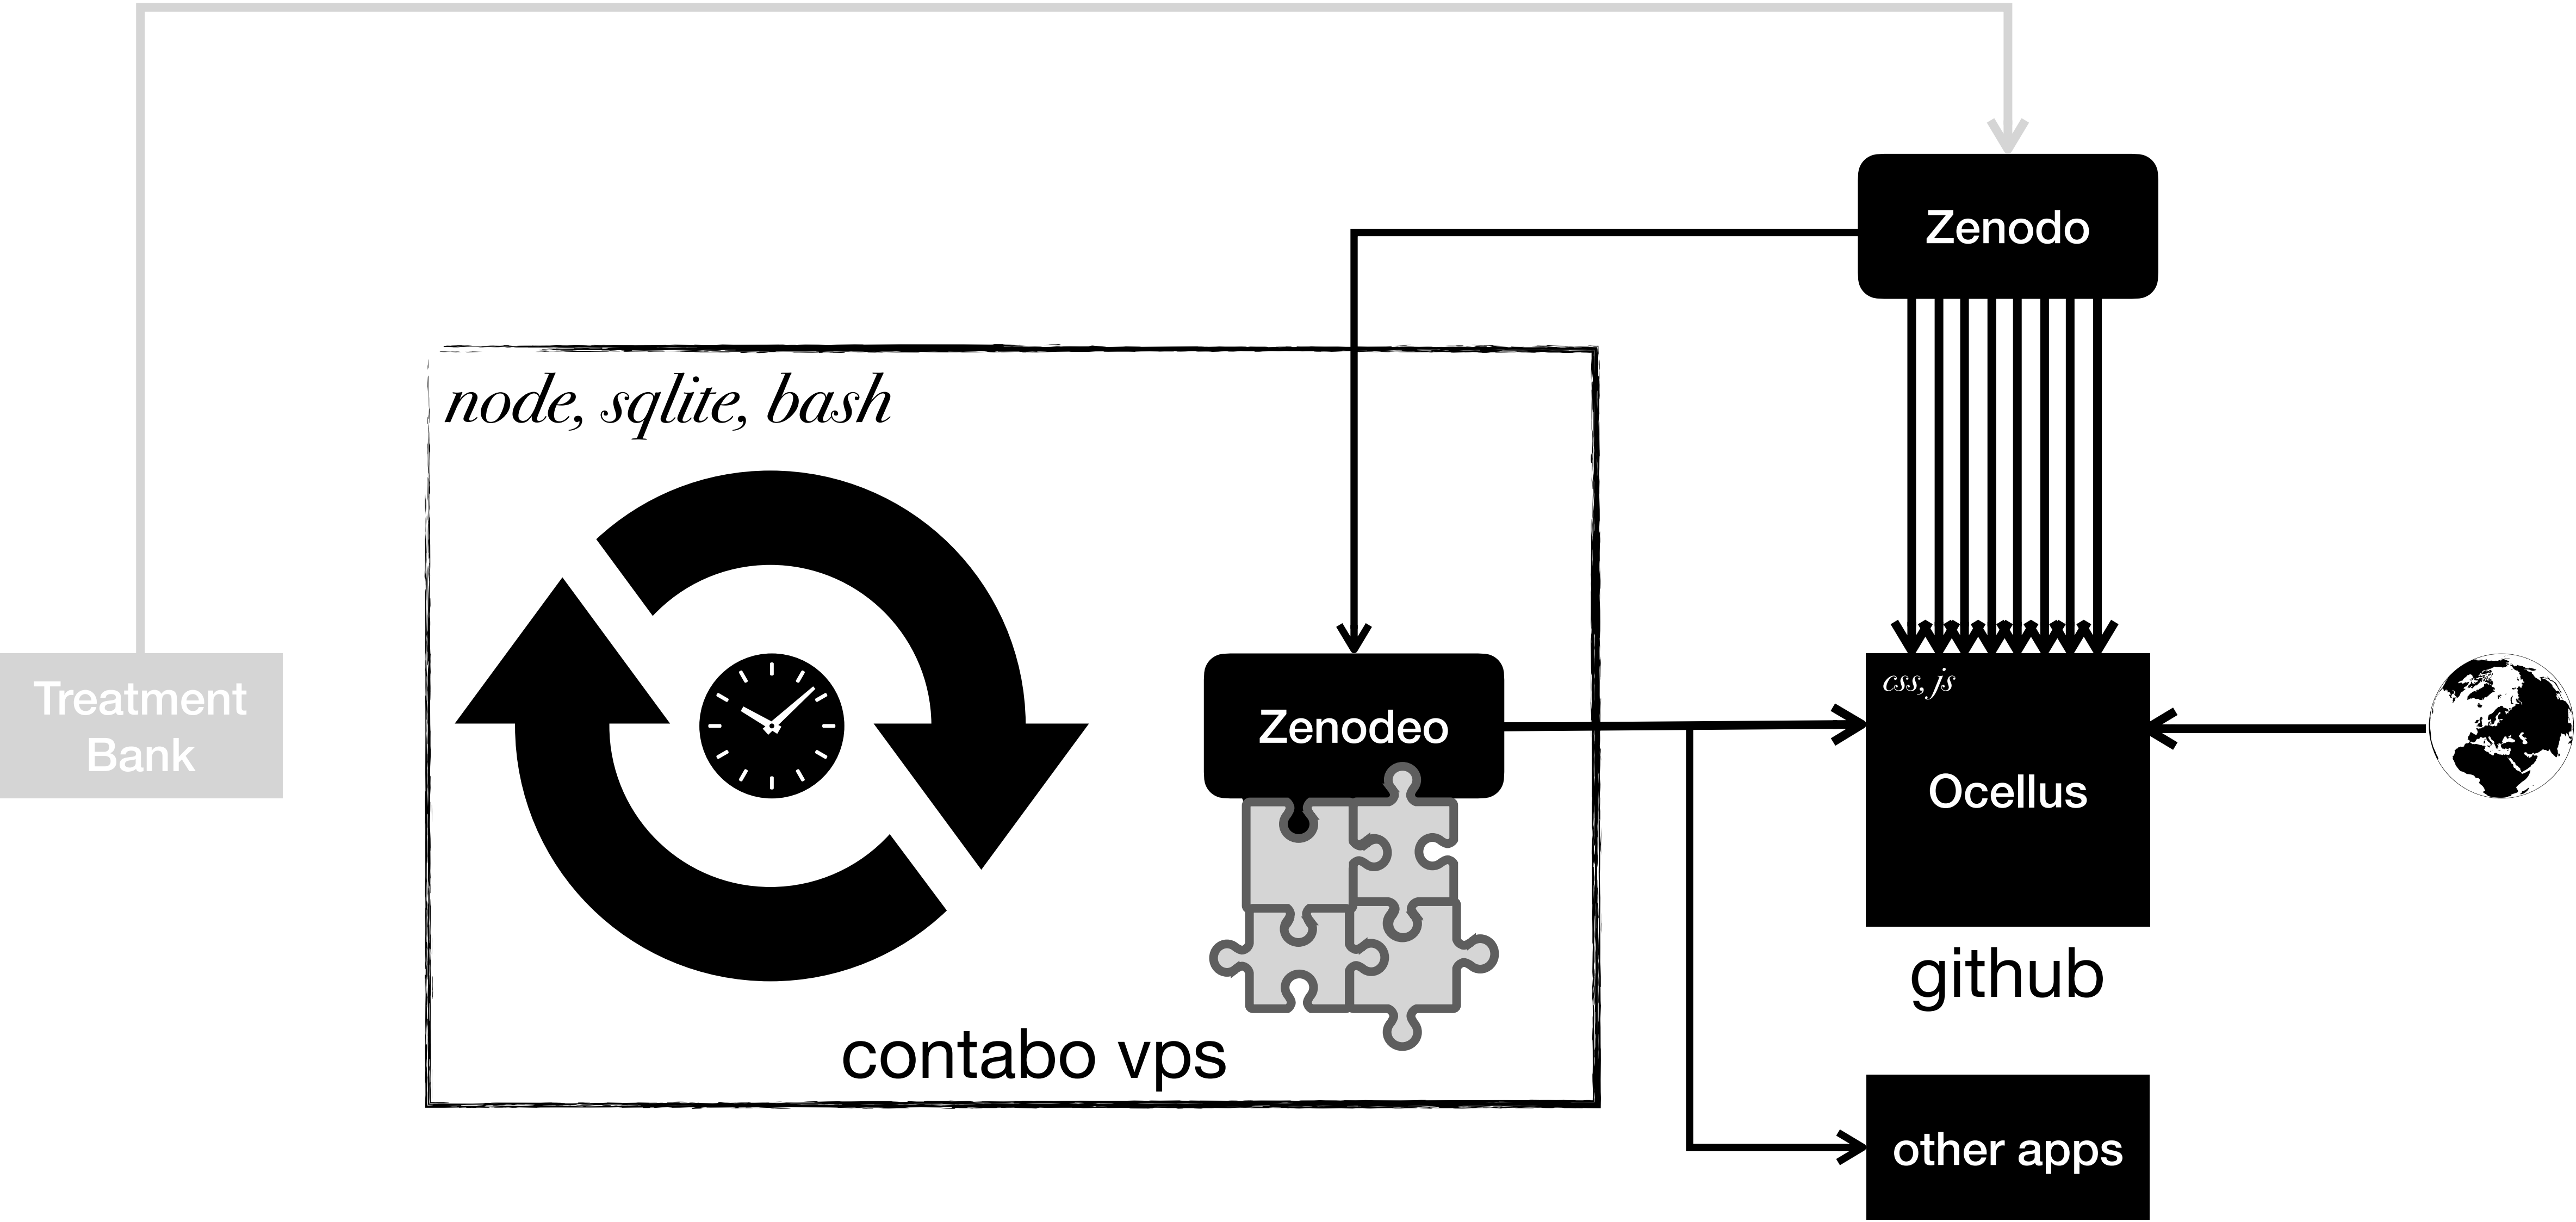 Zenodo
node, sqlite, bash
Treatment
Bank
Zenodeo
css, js
Ocellus
github
contabo vps
other apps